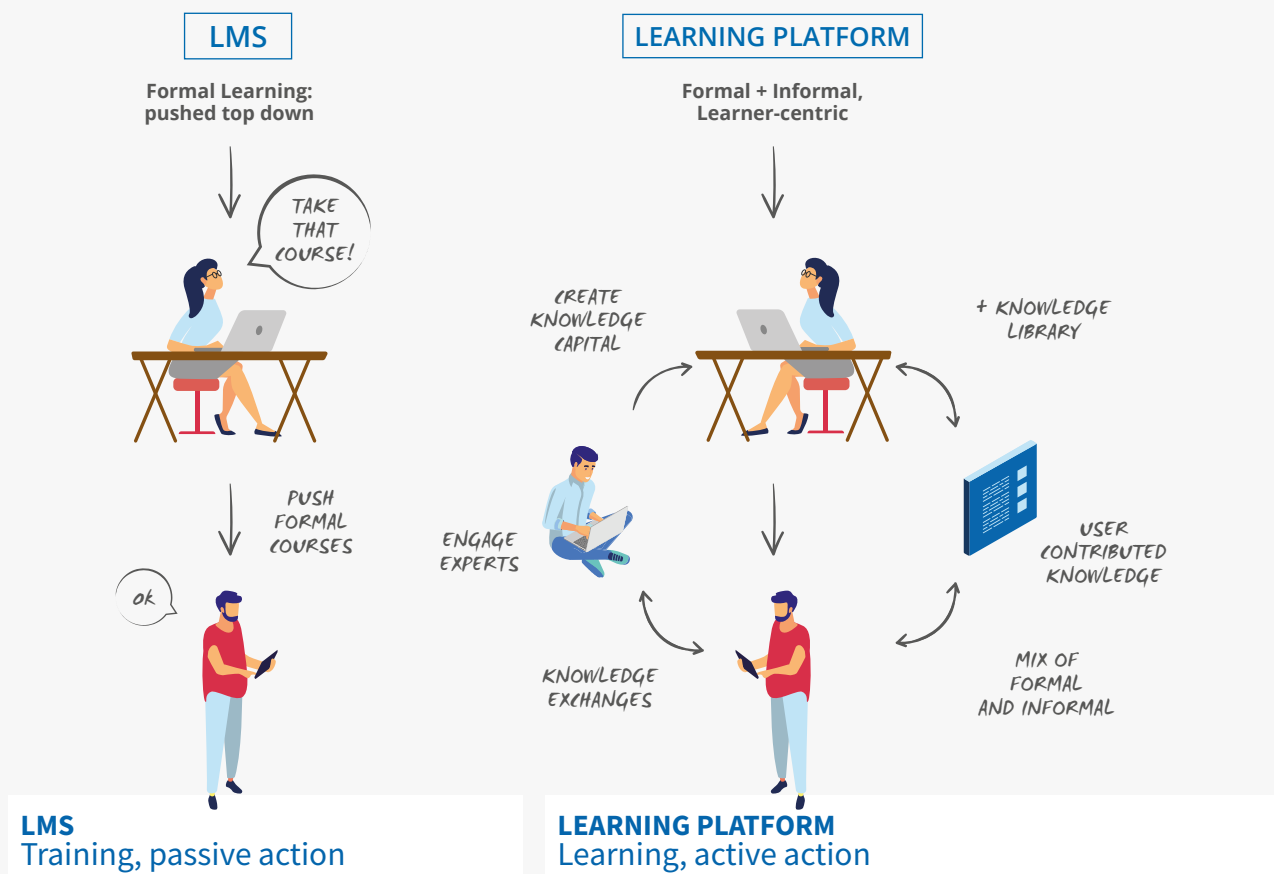 LMS
Formal Learning:
pushed top down
TAKE
THAT
COURSE!
PUSH
FORMAL
COURSES
OK
LMS
Training, passive action
LEARNING PLATFORM
Formal + Informal,
Learner-centric
CREATE
KNOWLEDGE
CAPITAL
+ KNOWLEDGE
LIBRARY
ENGAGE
EXPERTS
USER
CONTRIBUTED
KNOWLEDGE
KNOWLEDGE
EXCHANGES
MIX OF
FORMAL
AND INFORMAL
LEARNING PLATFORM
Learning, active action